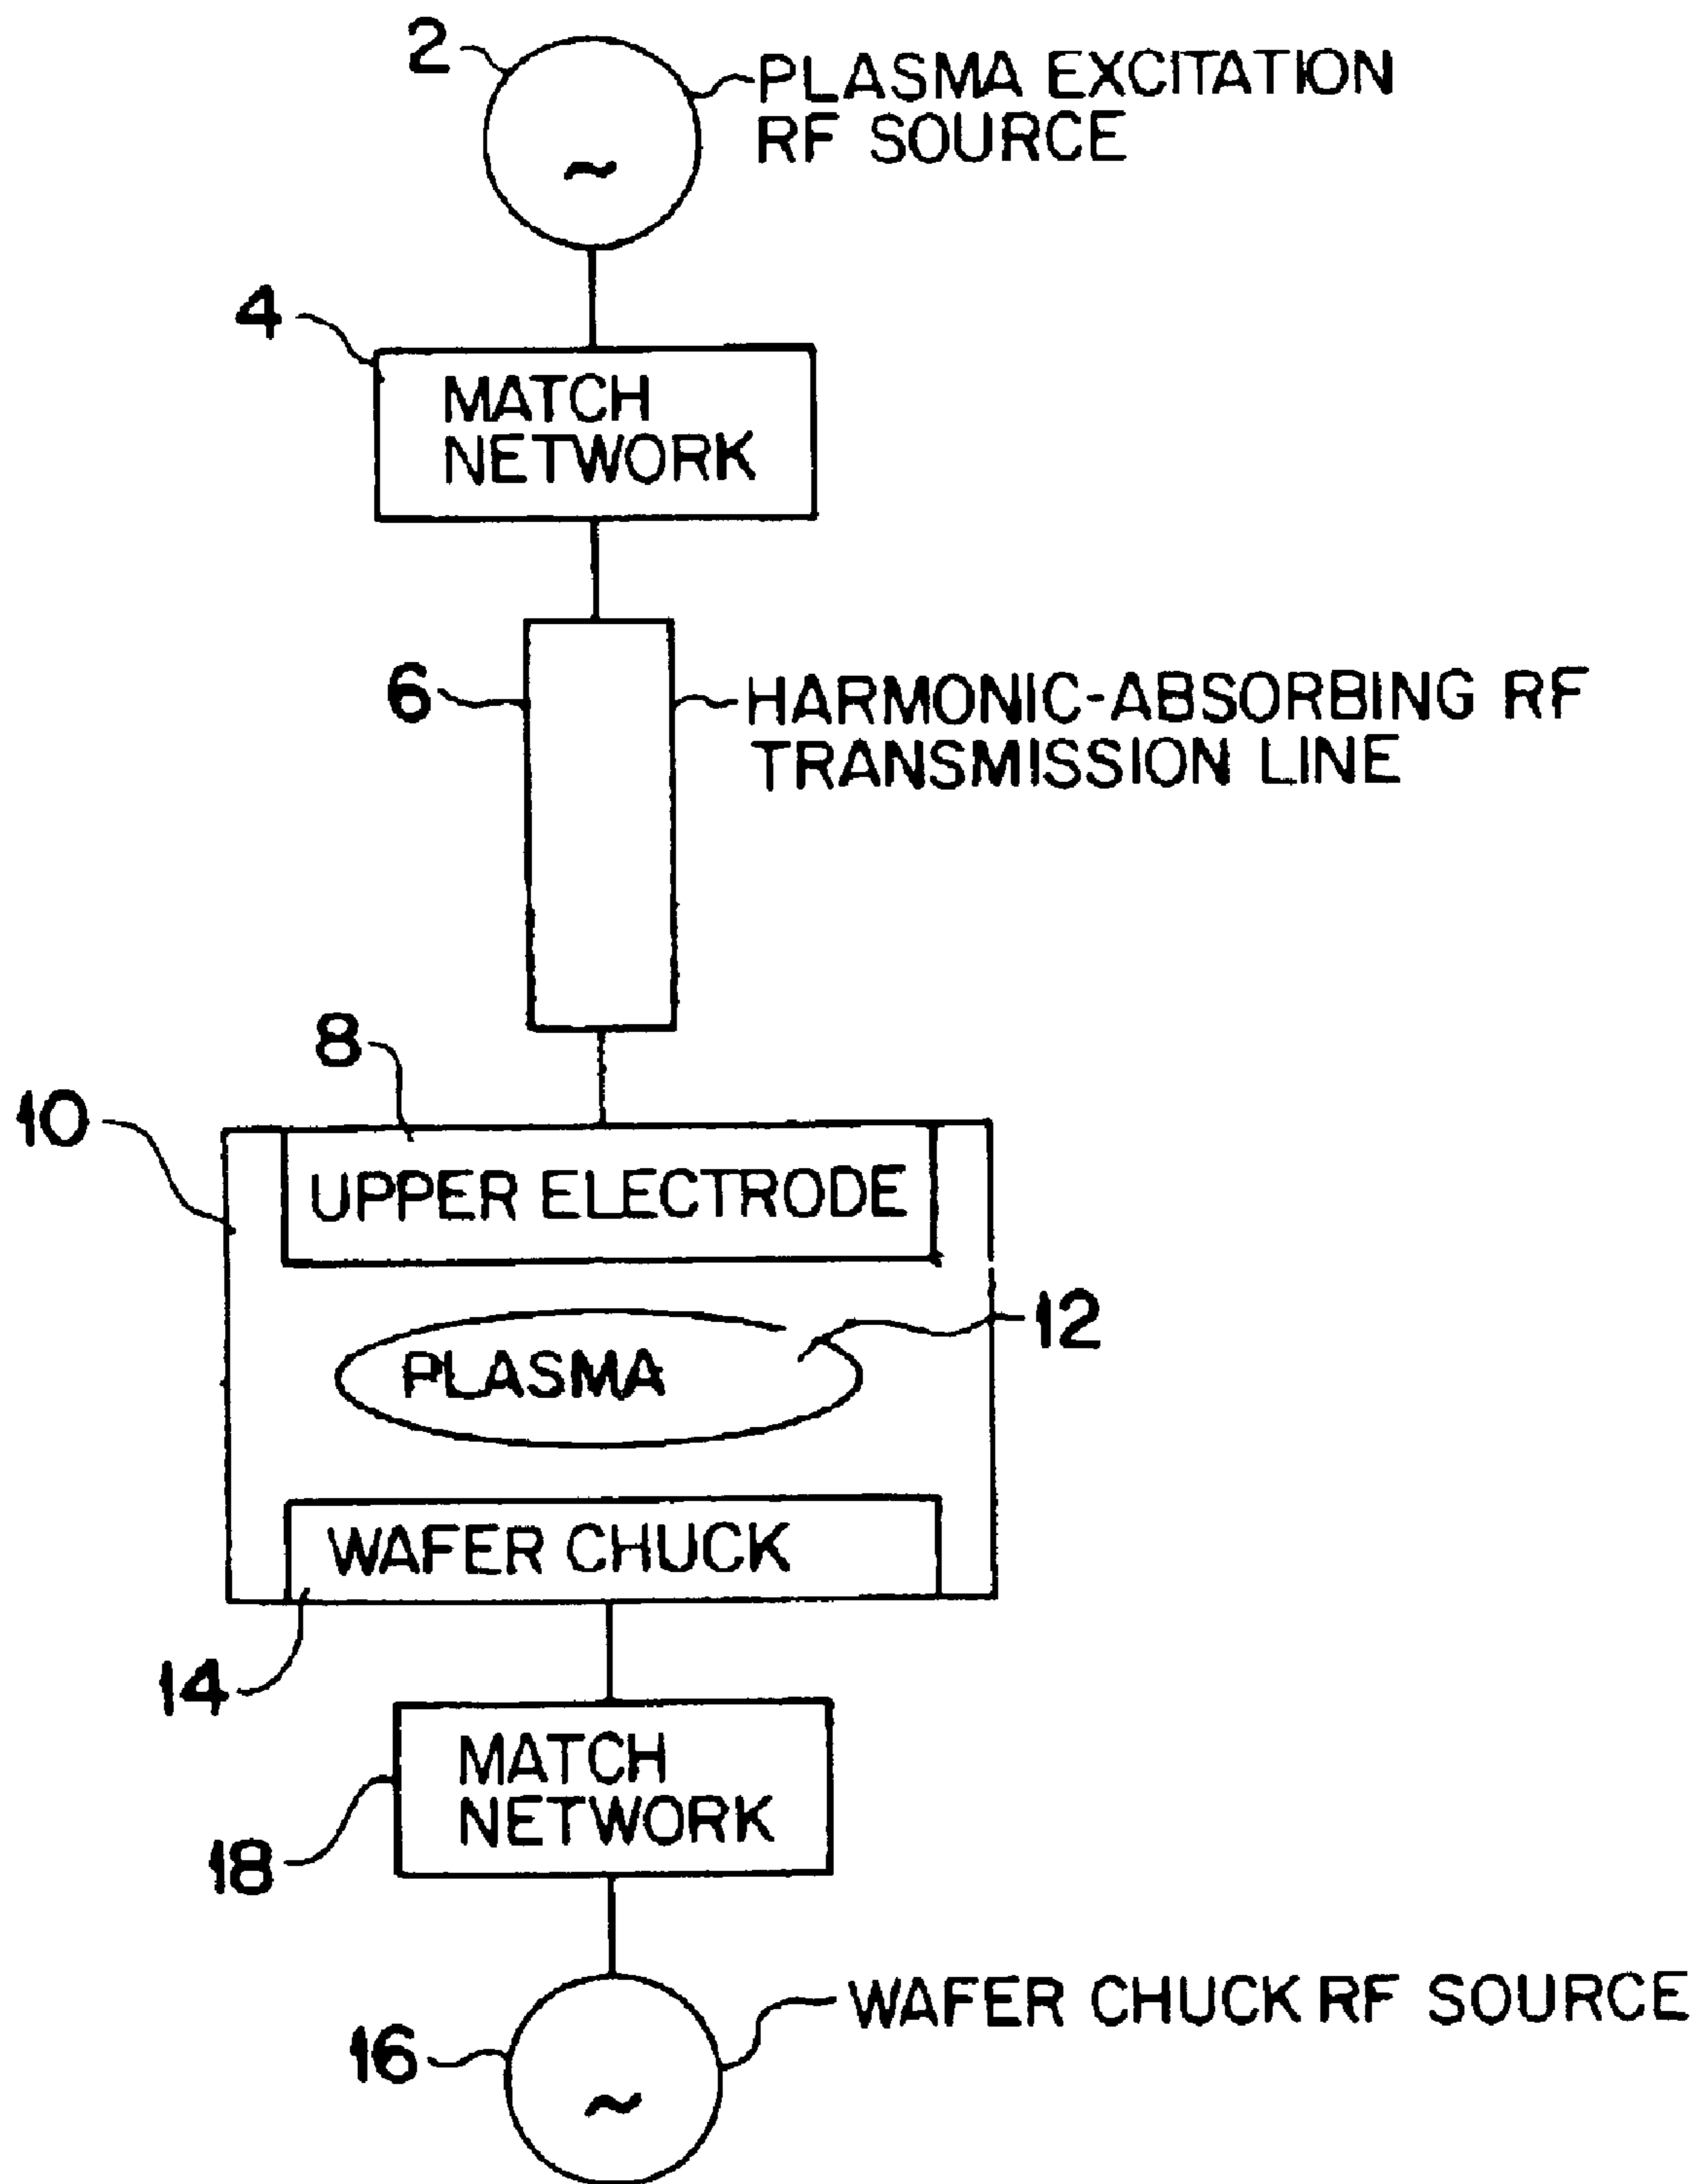 2
PLASMA EXCITATION
RF SOURCE
~
4
MATCH
NETWORK
6
HARMONIC-ABSORBING RF
TRANSMISSION LINE
8
10
UPPER ELECTRODE
12
PLASMA
WAFER CHUCK
14
MATCH
NETWORK
18
WAFER CHUCK RF SOURCE
16
~